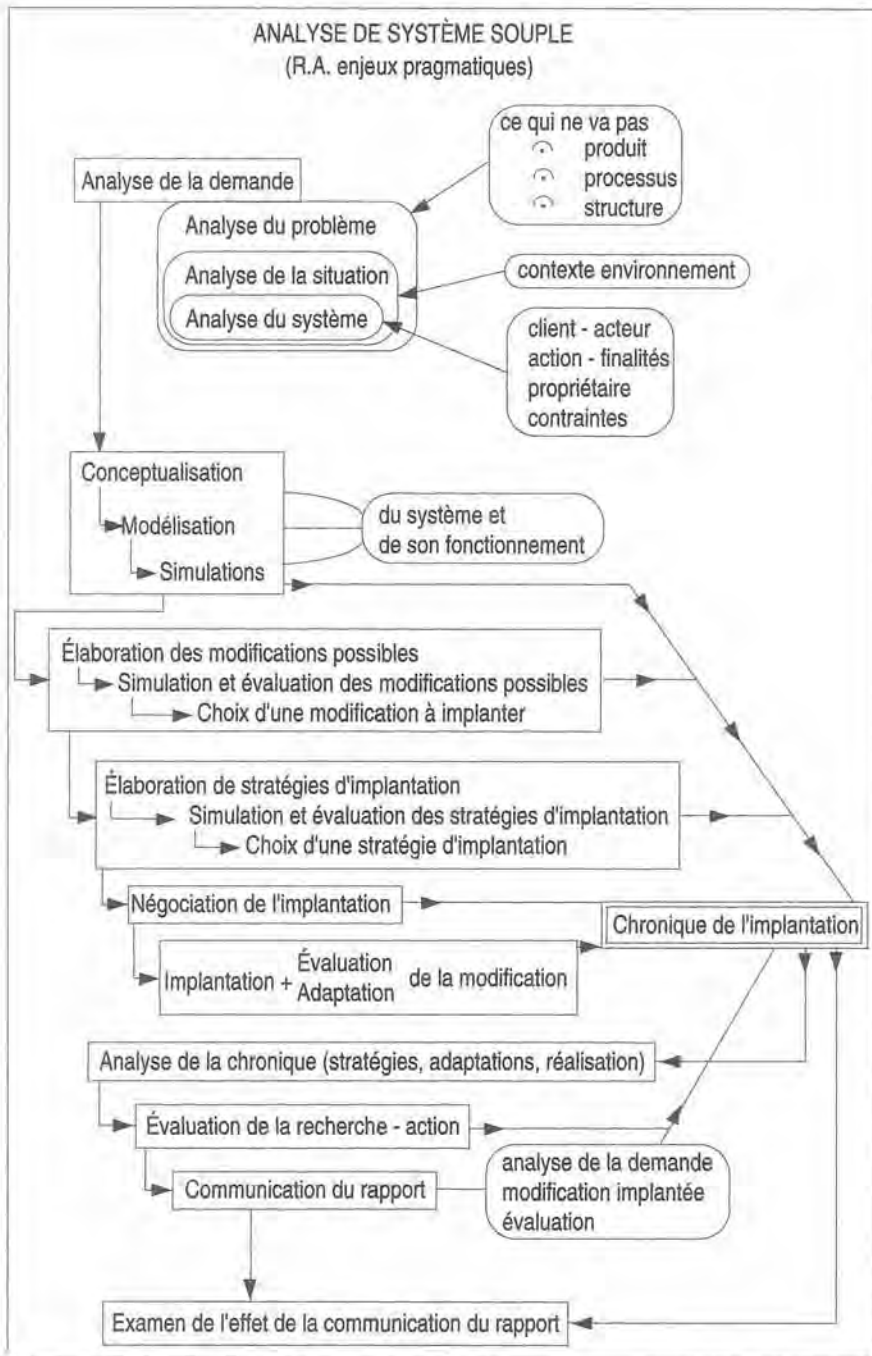 ANALYSE DE SYSTÈME SOUPLE
(R.A. enjeux pragmatiques)
ce qui ne va pas
produit
processus
structure
Analyse de la demande
Analyse du problème
Analyse de la situation
contexte environnement
Analyse du système
client - acteur
action - finalités
propriétaire
contraintes
Conceptualisation
Modélisation
Simulations
du système et
de son fonctionnement
Élaboration des modifications possibles
Simulation et évaluation des modifications possibles
Choix d'une modification à implanter
Élaboration de stratégies d'implantation
Simulation et évaluation des stratégies d'implantation
Choix d'une stratégie d'implantation
Négociation de l'implantation
Chronique de l'implantation
Implantation + Évaluation
Adaptation de la modification
Analyse de la chronique (stratégies, adaptations, réalisation)
Évaluation de la recherche - action
Communication du rapport
analyse de la demande
modification implantée
évaluation
Examen de l'effet de la communication du rapport